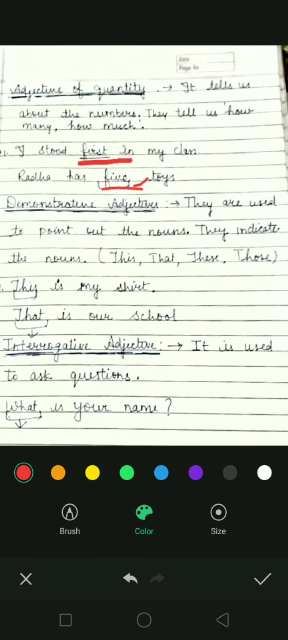 Date
Page No
Adjective of quantity. → It tells us
about the numbers. They tell us 'how
many, how much'.
I stood first in my class.
Radha has five toys
Demonstrative Adjectives :→ They are used
to point out the nouns. They indicate
the nouns. (This, That, These, Those)
This is my shirt.
That is our school
Interrogative Adjective: → It is used
to ask questions.
What is your name?
Brush
Color
Size